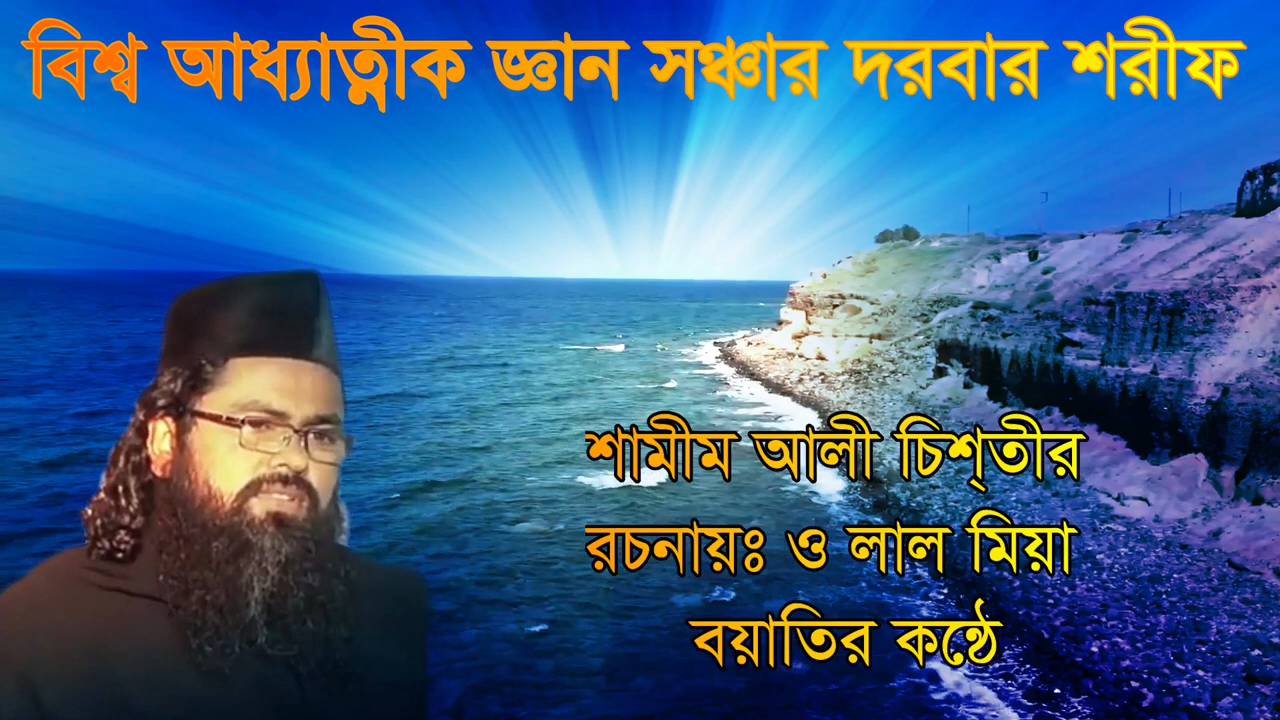 বিশ্ব আধ্যাত্নীক জ্ঞান সঞ্চার দরবার শরীফ
শামীম আলী চিশ্‌তীর
রচনায়ঃ ও লাল মিয়া
বয়াতির কন্ঠে